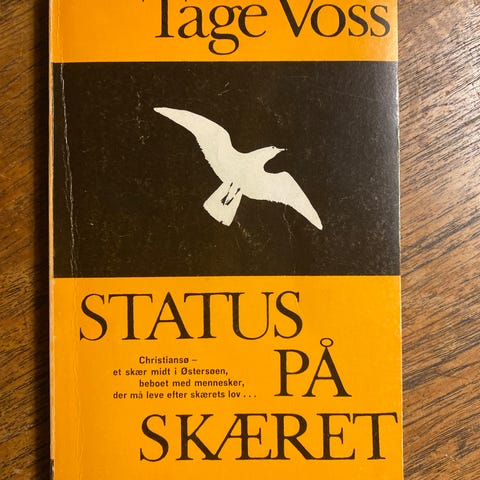 Tage Voss
STATUS
Christiansø –
et skær midt i Østersøen,
beboet med mennesker,
der må leve efter skærets lov...
PÅ
SKÆRET